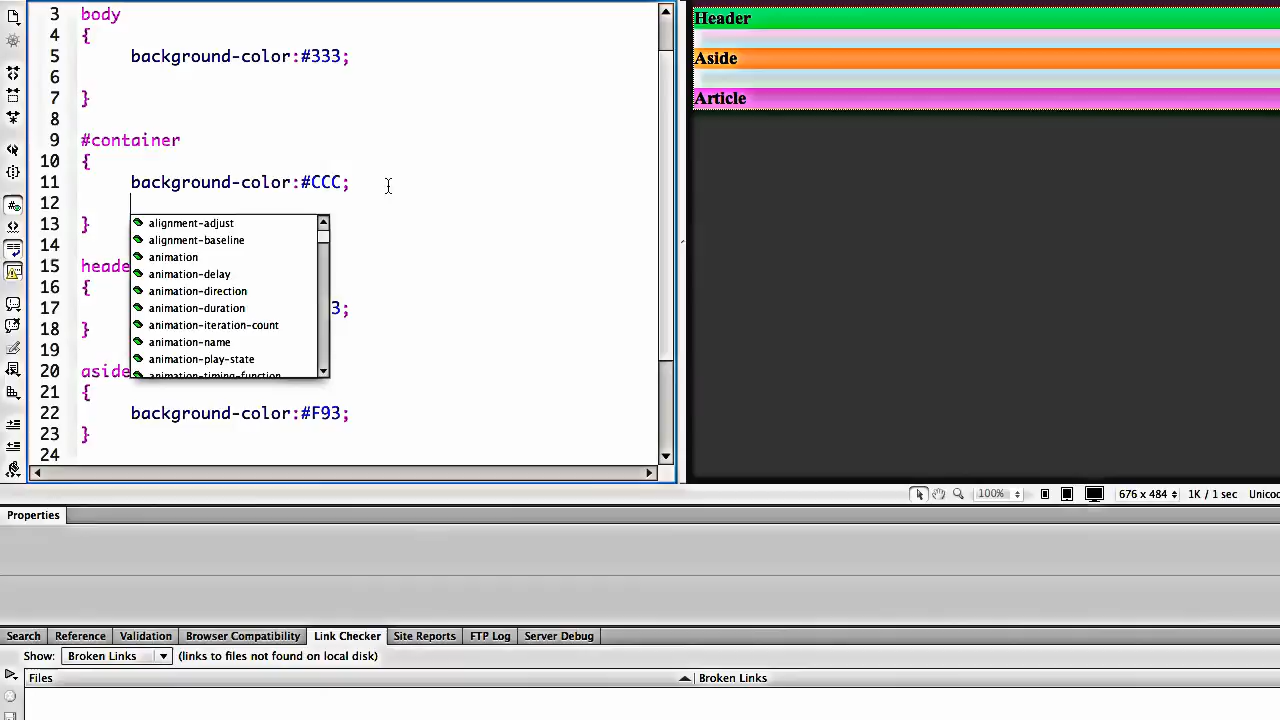 3 body
4 {
5 background-color:#333;
6
7 }
8
9 #container
10 {
11 background-color:#CCC;
12
13 }
14
15 heade
16 {
17 3;
18 }
19
20 aside
21 {
22 background-color:#F93;
23 }
24
alignment-adjust
alignment-baseline
animation
animation-delay
animation-direction
animation-duration
animation-iteration-count
animation-name
animation-play-state
animation-timing-function
Header
Aside
Article
100% 676 x 484 1K / 1 sec Unicod
Properties
Search Reference Validation Browser Compatibility Link Checker Site Reports FTP Log Server Debug
Show: Broken Links (links to files not found on local disk)
Files Broken Links